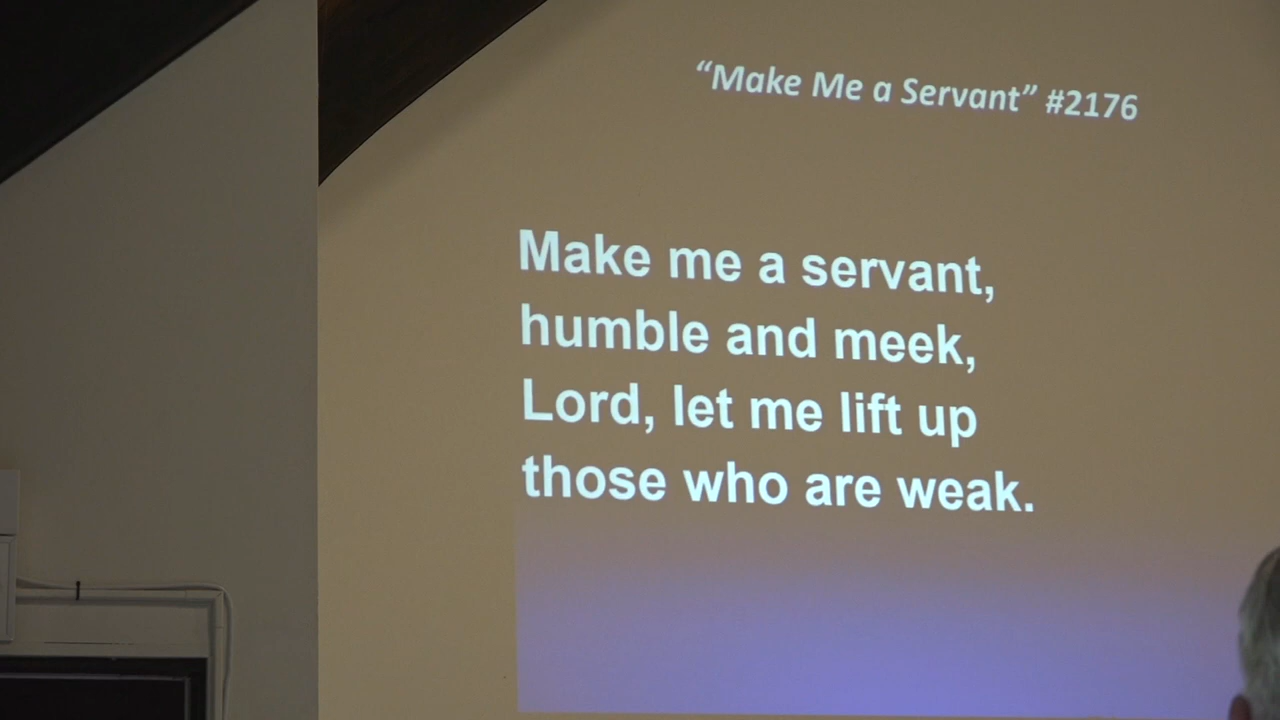 “Make Me a Servant” #2176
Make me a servant,
humble and meek,
Lord, let me lift up
those who are weak.